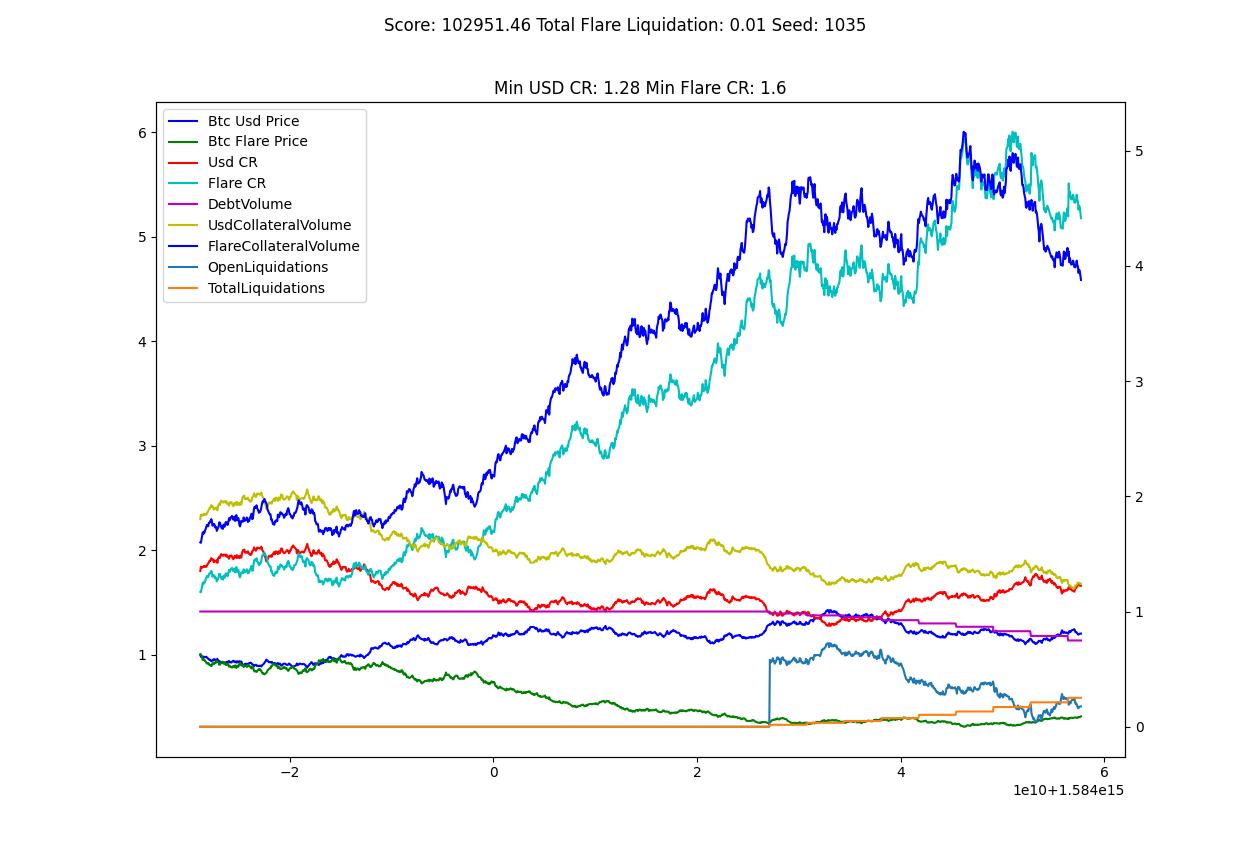 Score: 102951.46 Total Flare Liquidation: 0.01 Seed: 1035
Min USD CR: 1.28 Min Flare CR: 1.6
Btc Usd Price
Btc Flare Price
Usd CR
Flare CR
DebtVolume
UsdCollateralVolume
FlareCollateralVolume
OpenLiquidations
TotalLiquidations
6
5
4
3
2
1
5
4
3
2
1
0
−2
0
2
4
6
1e10+1.584e15